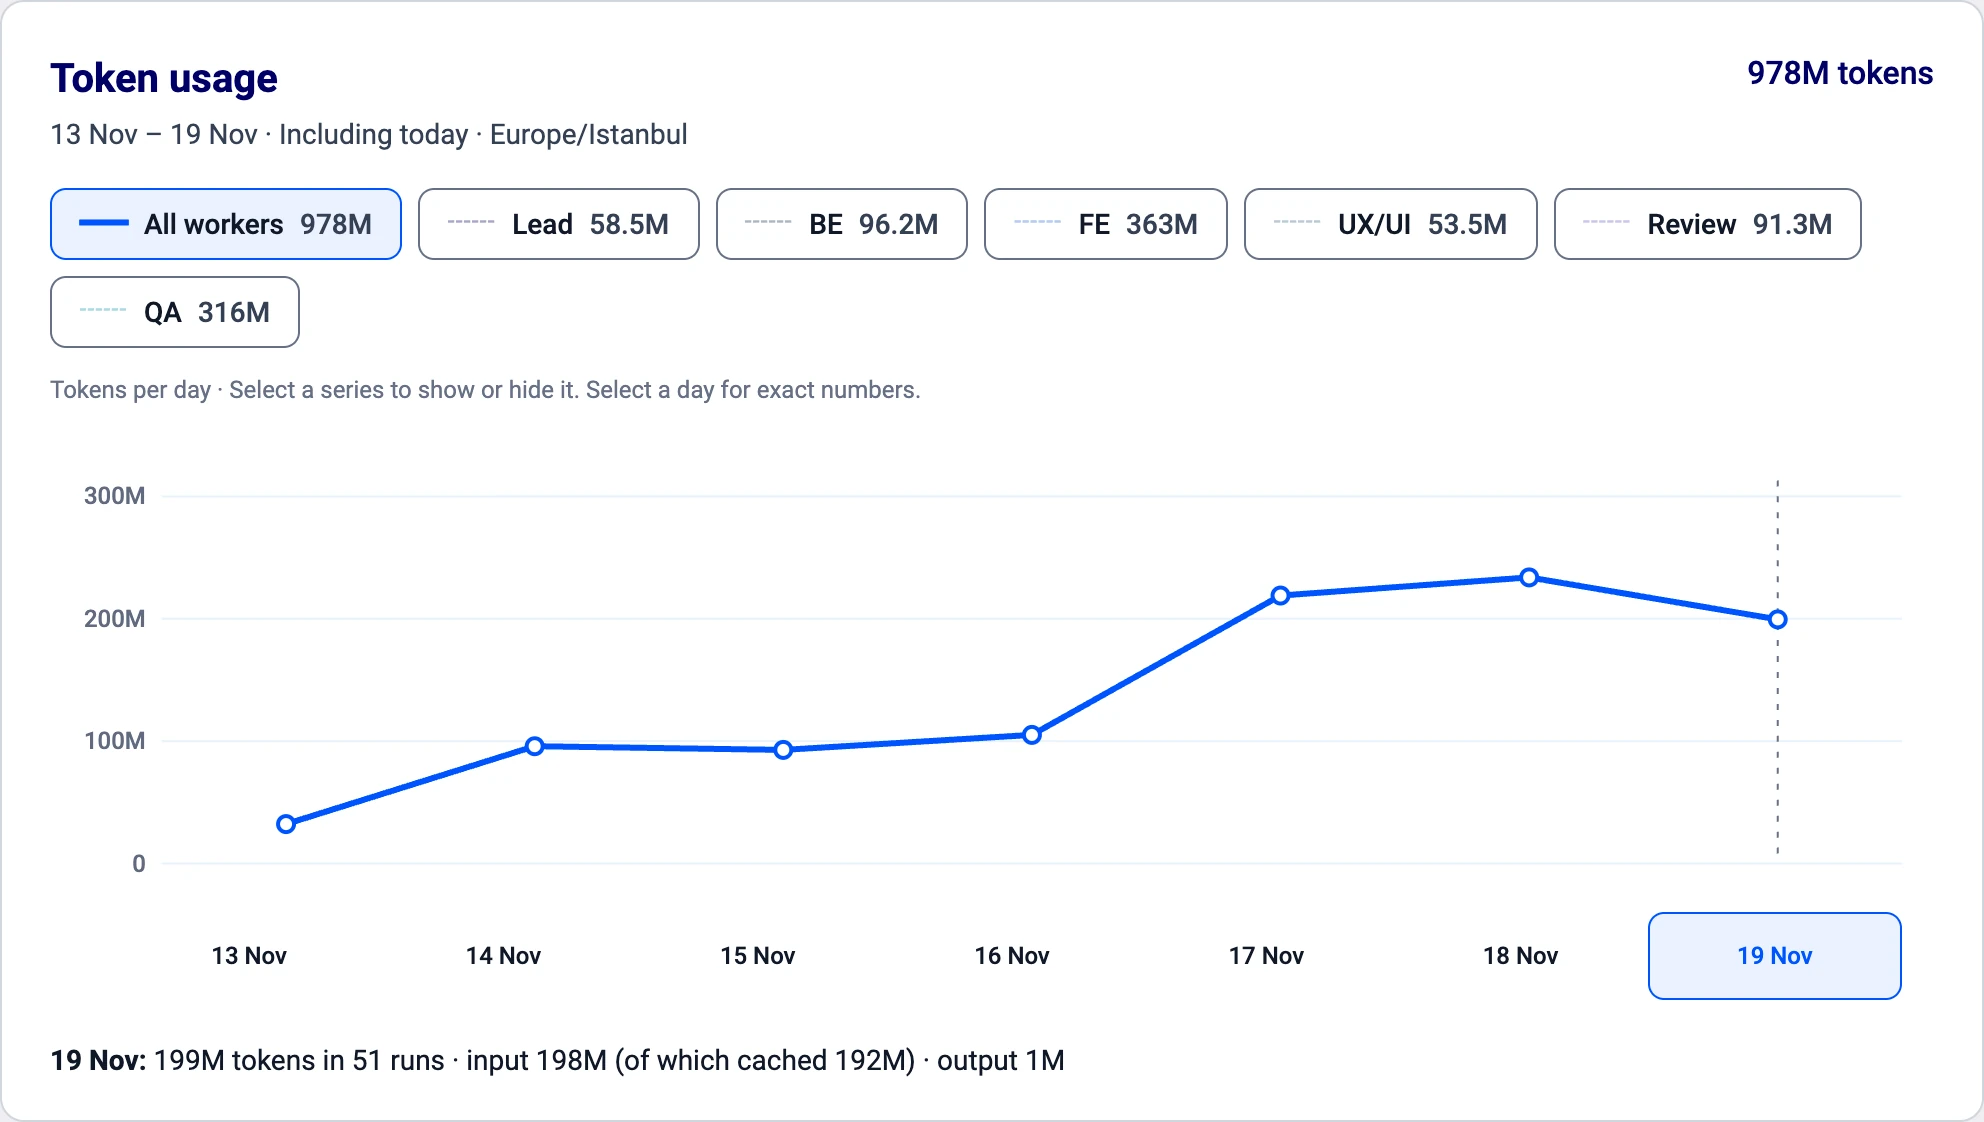 Token usage
978M tokens
13 Nov – 19 Nov · Including today · Europe/Istanbul
All workers 978M
Lead 58.5M
BE 96.2M
FE 363M
UX/UI 53.5M
Review 91.3M
QA 316M
Tokens per day · Select a series to show or hide it. Select a day for exact numbers.
300M
200M
100M
0
13 Nov
14 Nov
15 Nov
16 Nov
17 Nov
18 Nov
19 Nov
19 Nov: 199M tokens in 51 runs · input 198M (of which cached 192M) · output 1M